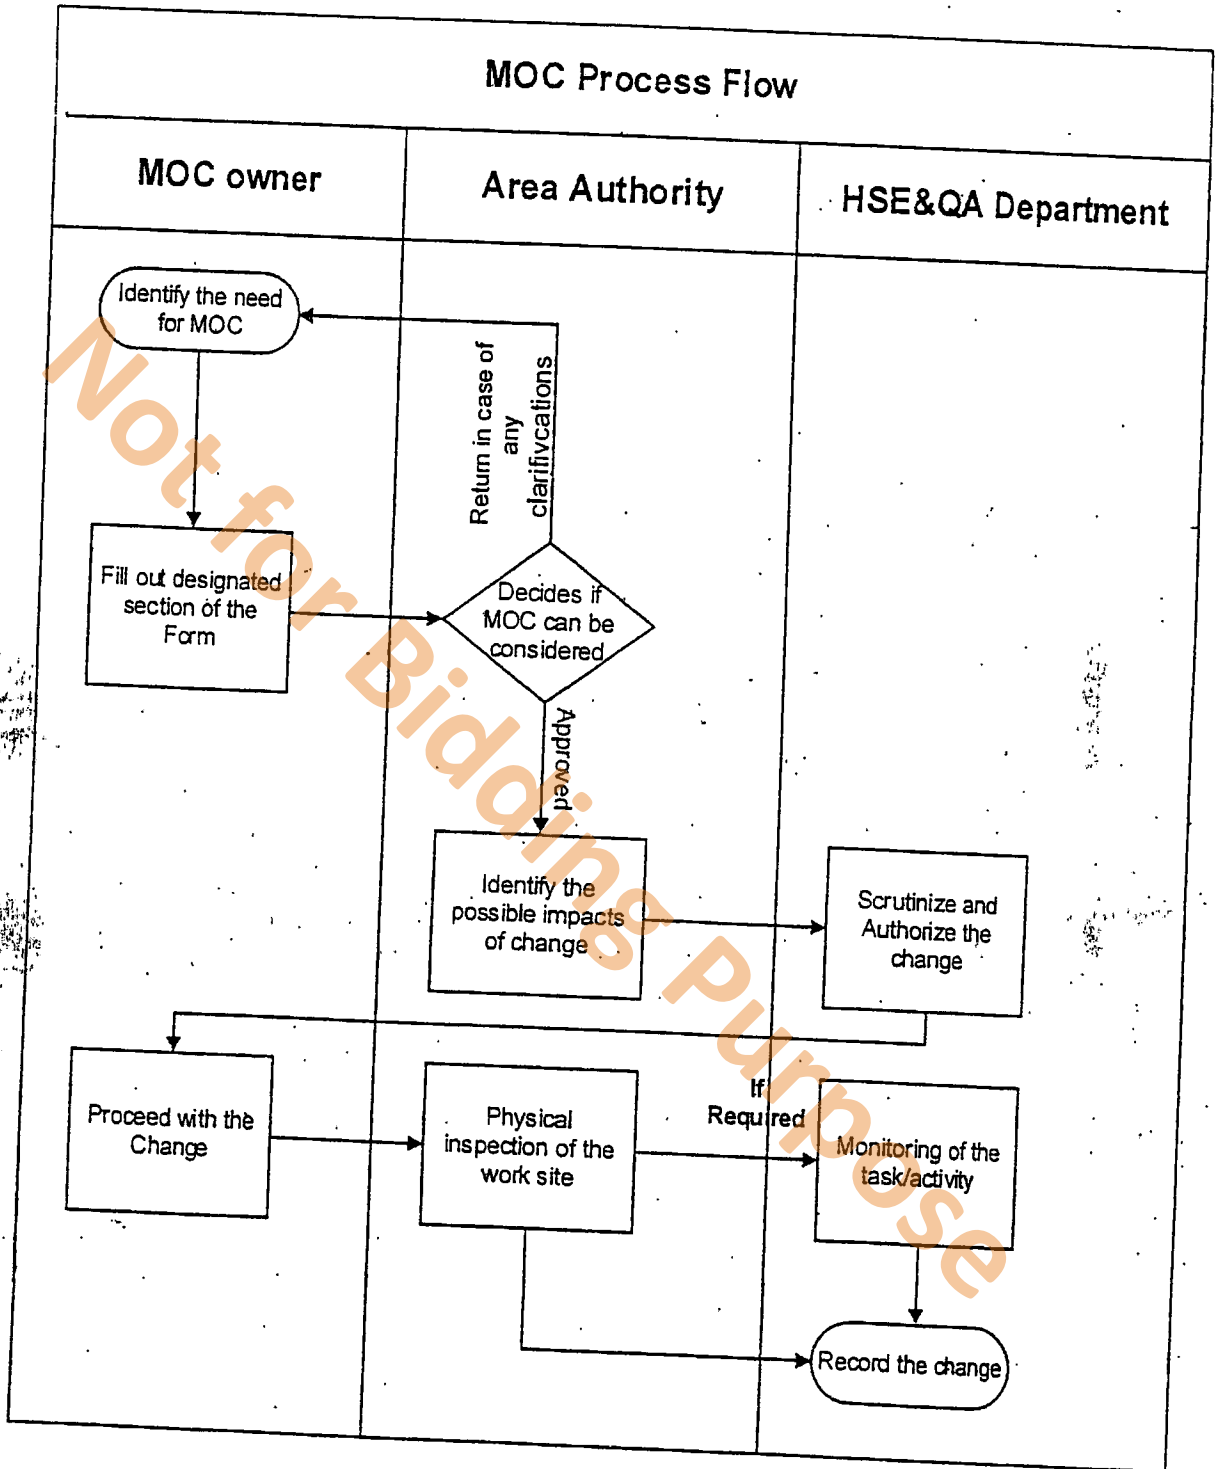 MOC Process Flow
MOC owner
Area Authority
HSE&QA Department
Identify the need
for MOC
Return in case of
any
clarifivcations
Fill out designated
section of the
Form
Decides if
MOC can be
considered
Approved
Identify the
possible impacts
of change
Scrutinize and
Authorize the
change
Proceed with the
Change
Physical
inspection of the
work site
If
Required
Monitoring of the
task/activity
Record the change
Not for Bidding Purpose